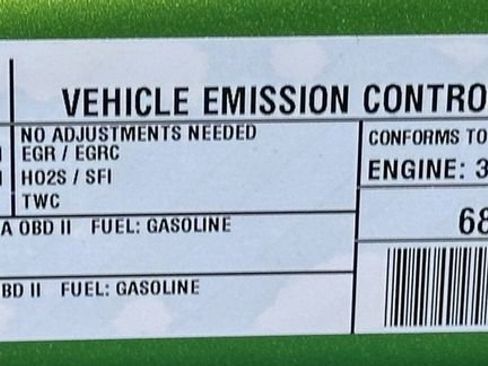 VEHICLE EMISSION CONTRO
NO ADJUSTMENTS NEEDED
EGR / EGRC
HO2S / SFI
TWC
CONFORMS TO
ENGINE: 3
A OBD II FUEL: GASOLINE
68
BD II FUEL: GASOLINE